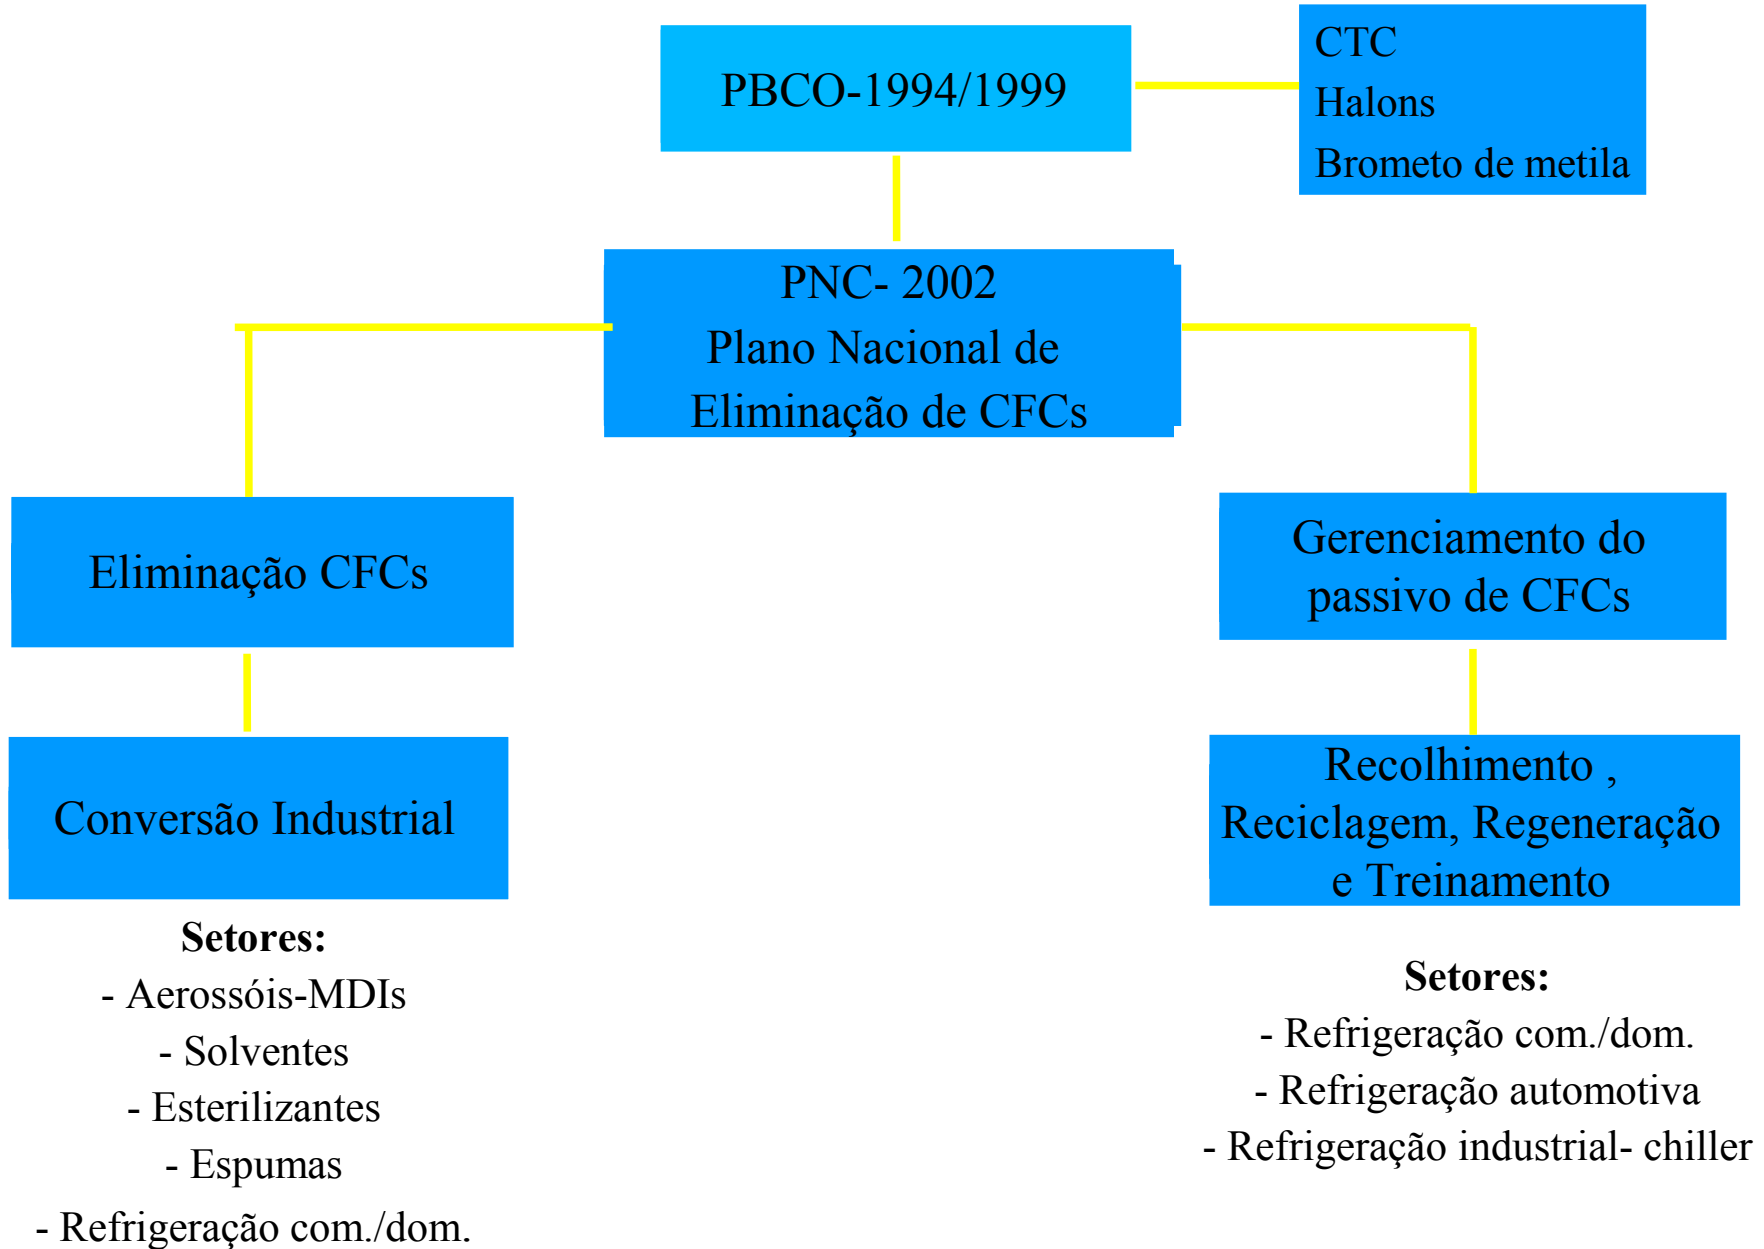 PBCO-1994/1999
CTC
Halons
Brometo de metila
PNC- 2002
Plano Nacional de
Eliminação de CFCs
Eliminação CFCs
Gerenciamento do
passivo de CFCs
Conversão Industrial
Recolhimento ,
Reciclagem, Regeneração
e Treinamento
Setores:
- Aerossóis-MDIs
- Solventes
- Esterilizantes
- Espumas
- Refrigeração com./dom.
Setores:
- Refrigeração com./dom.
- Refrigeração automotiva
- Refrigeração industrial- chiller